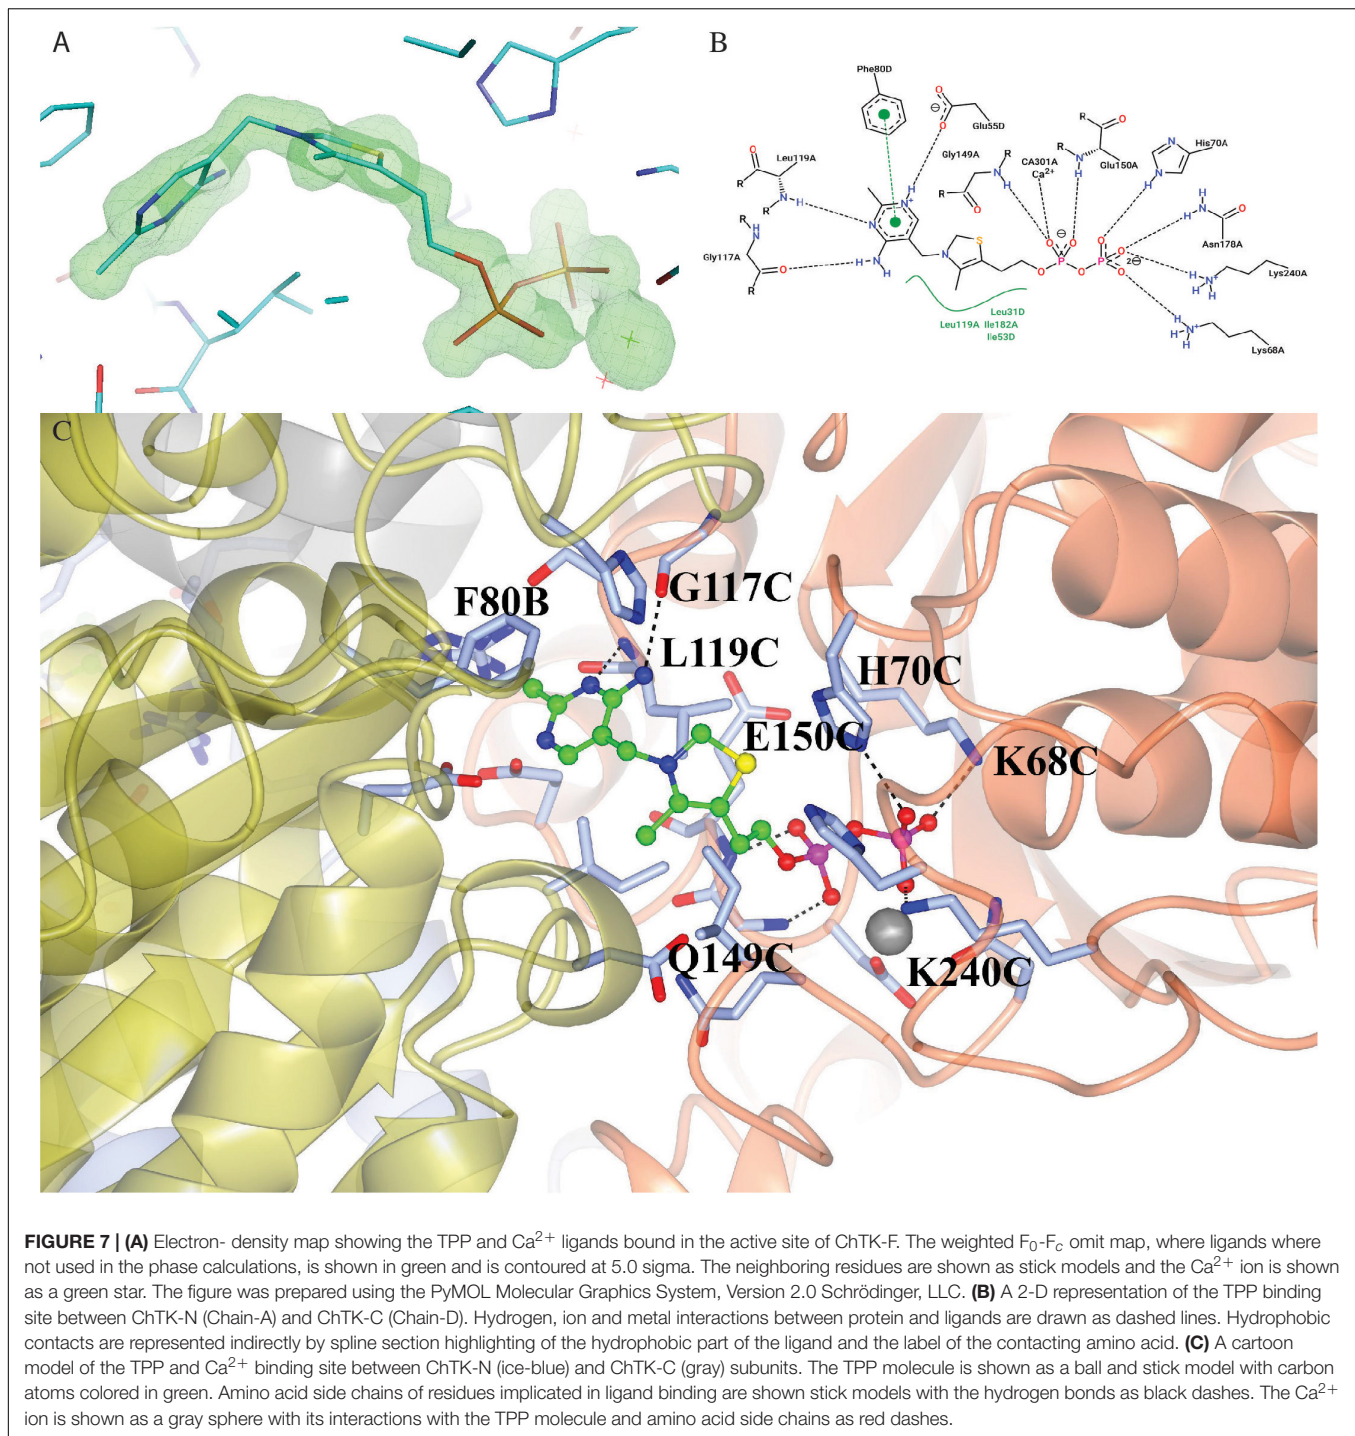 A
B
Phe80D
Glu55D
Leu119A
Gly149A
CA301A
Ca2+
Glu150A
His70A
Gly117A
Asn178A
Lys240A
Lys68A
Leu31D
Leu119A Ile182A
Ile53D
R
R
R
R
R
R
R
O
O
O
O
O
O
O
O
O
O
O
O
O
O
N
H
N
H
N
H
N
H
N
H
N+
H
N
N
H
H
N
S
P
P
2⊖
⊖
⊖
N
H
N
H
N
H
H
H
N+
H
H
H
N+
H
C
F80B
G117C
L119C
H70C
E150C
K68C
Q149C
K240C
FIGURE 7 | (A) Electron- density map showing the TPP and Ca2+ ligands bound in the active site of ChTK-F. The weighted F0-Fc omit map, where ligands where
not used in the phase calculations, is shown in green and is contoured at 5.0 sigma. The neighboring residues are shown as stick models and the Ca2+ ion is shown
as a green star. The figure was prepared using the PyMOL Molecular Graphics System, Version 2.0 Schrödinger, LLC. (B) A 2-D representation of the TPP binding
site between ChTK-N (Chain-A) and ChTK-C (Chain-D). Hydrogen, ion and metal interactions between protein and ligands are drawn as dashed lines. Hydrophobic
contacts are represented indirectly by spline section highlighting of the hydrophobic part of the ligand and the label of the contacting amino acid. (C) A cartoon
model of the TPP and Ca2+ binding site between ChTK-N (ice-blue) and ChTK-C (gray) subunits. The TPP molecule is shown as a ball and stick model with carbon
atoms colored in green. Amino acid side chains of residues implicated in ligand binding are shown stick models with the hydrogen bonds as black dashes. The Ca2+
ion is shown as a gray sphere with its interactions with the TPP molecule and amino acid side chains as red dashes.